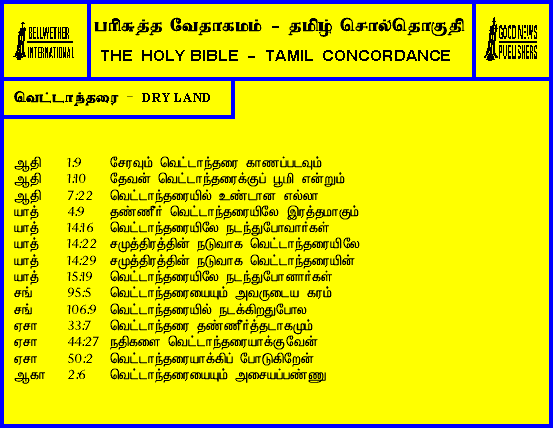 BELLWETHER
INTERNATIONAL
பரிசுத்த வேதாகமம் - தமிழ் சொல்தொகுதி
THE HOLY BIBLE - TAMIL CONCORDANCE
GOOD NEWS
PUBLISHERS
வெட்டாந்தரை - DRY LAND
ஆதி 1:9 சேரவும் வெட்டாந்தரை காணப்படவும்
ஆதி 1:10 தேவன் வெட்டாந்தரைக்குப் பூமி என்றும்
ஆதி 7:22 வெட்டாந்தரையில் உண்டான எல்லா
யாத் 4:9 தண்ணீர் வெட்டாந்தரையிலே இரத்தமாகும்
யாத் 14:16 வெட்டாந்தரையிலே நடந்துபோவார்கள்
யாத் 14:22 சமுத்திரத்தின் நடுவாக வெட்டாந்தரையிலே
யாத் 14:29 சமுத்திரத்தின் நடுவாக வெட்டாந்தரையின்
யாத் 15:19 வெட்டாந்தரையிலே நடந்துபோனார்கள்
சங் 95:5 வெட்டாந்தரையையும் அவருடைய கரம்
சங் 106:9 வெட்டாந்தரையில் நடக்கிறதுபோல
ஏசா 33:7 வெட்டாந்தரை தண்ணீர்த்தடாகமும்
ஏசா 44:27 நதிகளை வெட்டாந்தரையாக்குவேன்
ஏசா 50:2 வெட்டாந்தரையாக்கிப் போடுகிறேன்
ஆகா 2:6 வெட்டாந்தரையையும் அசையப்பண்ணு